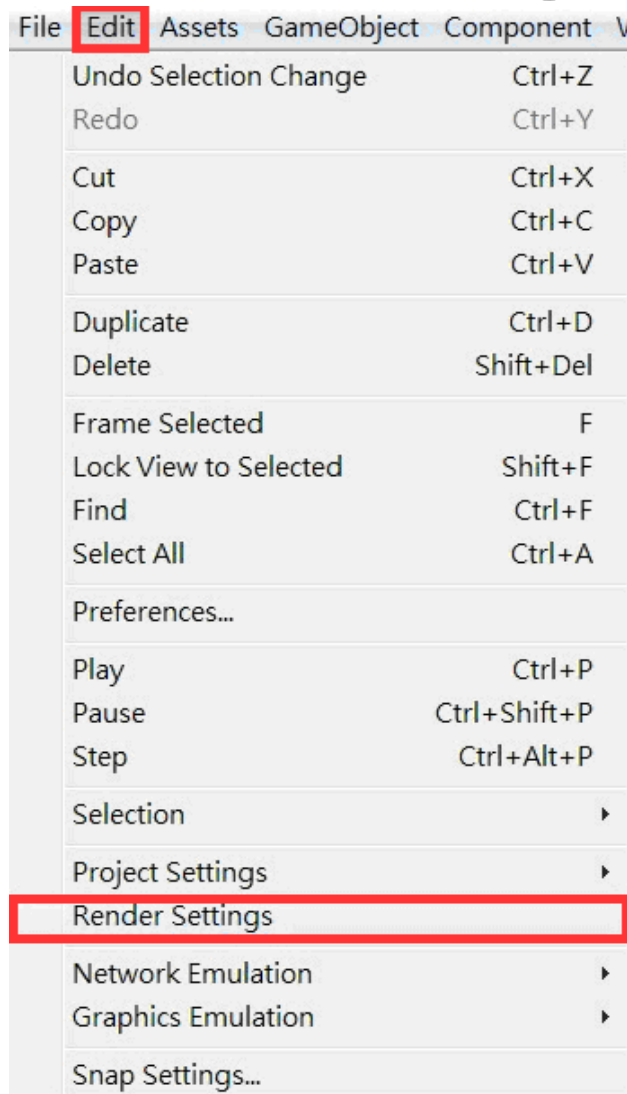 File Edit Assets GameObject Component
Undo Selection Change Ctrl+Z
Redo Ctrl+Y
Cut Ctrl+X
Copy Ctrl+C
Paste Ctrl+V
Duplicate Ctrl+D
Delete Shift+Del
Frame Selected F
Lock View to Selected Shift+F
Find Ctrl+F
Select All Ctrl+A
Preferences...
Play Ctrl+P
Pause Ctrl+Shift+P
Step Ctrl+Alt+P
Selection
Project Settings
Render Settings
Network Emulation
Graphics Emulation
Snap Settings...